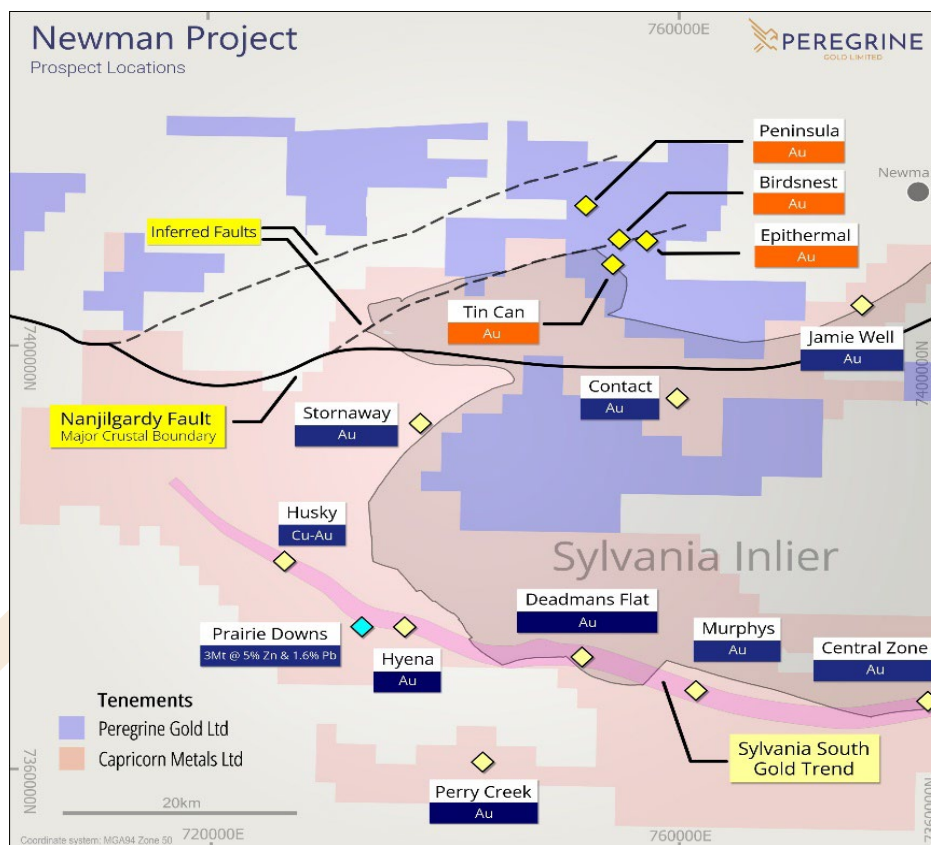 Newman Project
Prospect Locations
760000E
PEREGRINE
GOLD LIMITED
Peninsula
Au
Birdsnest
Au
Newma
Epithermal
Au
Inferred Faults
Tin Can
Au
7400000N
Jamie Well
Au
7400000N
Contact
Au
Nanjilgardy Fault
Major Crustal Boundary
Stornaway
Au
Husky
Cu-Au
Sylvania Inlier
Deadmans Flat
Au
Prairie Downs
3Mt @ 5% Zn & 1.6% Pb
Hyena
Au
Murphys
Au
Central Zone
Au
Tenements
Peregrine Gold Ltd
Capricorn Metals Ltd
Sylvania South
Gold Trend
7360000N
Perry Creek
Au
7360000N
20km
Coordinate system: MGA94 Zone 50
720000E
760000E